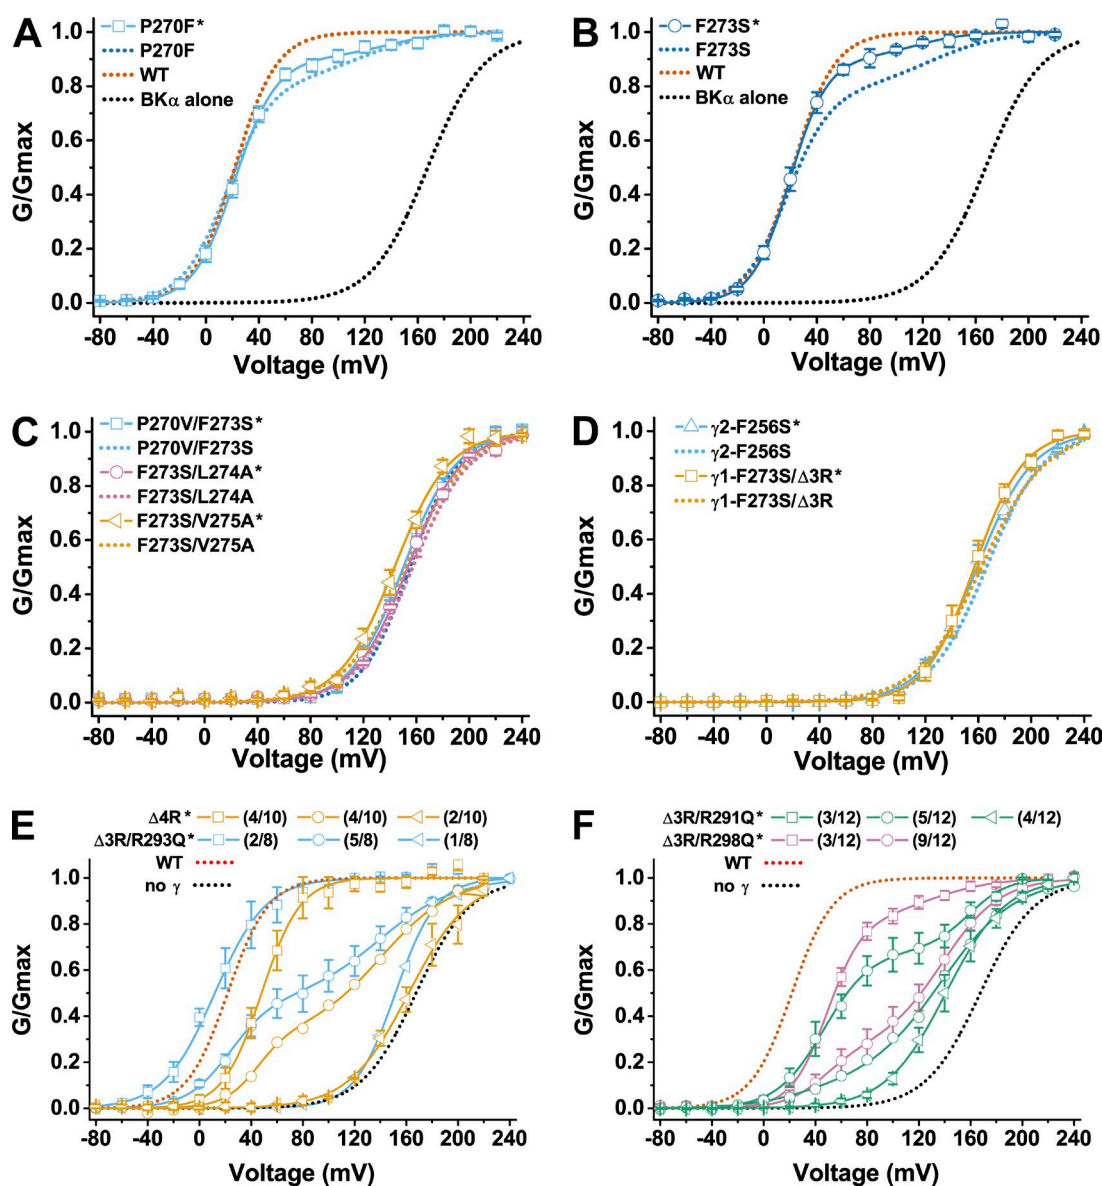 A
P270F*
P270F
WT
BKα alone
G/Gmax
1.0
0.8
0.6
0.4
0.2
0.0
-80 -40 0 40 80 120 160 200 240
Voltage (mV)
B
F273S*
F273S
WT
BKα alone
G/Gmax
1.0
0.8
0.6
0.4
0.2
0.0
-80 -40 0 40 80 120 160 200 240
Voltage (mV)
C
P270V/F273S*
P270V/F273S
F273S/L274A*
F273S/L274A
F273S/V275A*
F273S/V275A
G/Gmax
1.0
0.8
0.6
0.4
0.2
0.0
-80 -40 0 40 80 120 160 200 240
Voltage (mV)
D
γ2-F256S*
γ2-F256S
γ1-F273S/Δ3R*
γ1-F273S/Δ3R
G/Gmax
1.0
0.8
0.6
0.4
0.2
0.0
-80 -40 0 40 80 120 160 200 240
Voltage (mV)
E
Δ4R* (4/10) (4/10) (2/10)
Δ3R/R293Q* (2/8) (5/8) (1/8)
WT
no γ
G/Gmax
1.0
0.8
0.6
0.4
0.2
0.0
-80 -40 0 40 80 120 160 200 240
Voltage (mV)
F
Δ3R/R291Q* (3/12) (5/12) (4/12)
Δ3R/R298Q* (3/12) (9/12)
WT
no γ
G/Gmax
1.0
0.8
0.6
0.4
0.2
0.0
-80 -40 0 40 80 120 160 200 240
Voltage (mV)